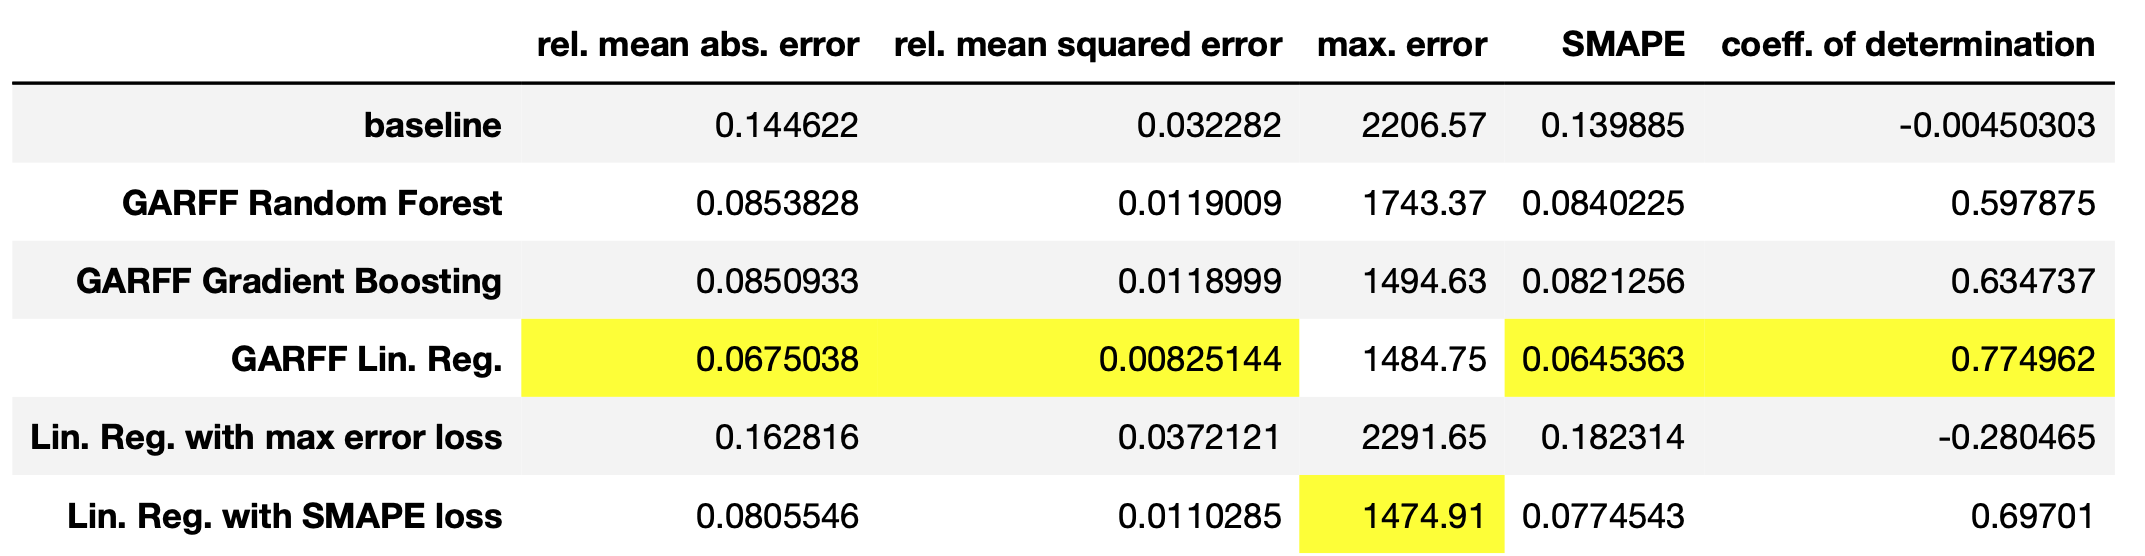 rel. mean abs. error rel. mean squared error max. error SMAPE coeff. of determination
baseline 0.144622 0.032282 2206.57 0.139885 -0.00450303
GARFF Random Forest 0.0853828 0.0119009 1743.37 0.0840225 0.597875
GARFF Gradient Boosting 0.0850933 0.0118999 1494.63 0.0821256 0.634737
GARFF Lin. Reg. 0.0675038 0.00825144 1484.75 0.0645363 0.774962
Lin. Reg. with max error loss 0.162816 0.0372121 2291.65 0.182314 -0.280465
Lin. Reg. with SMAPE loss 0.0805546 0.0110285 1474.91 0.0774543 0.69701